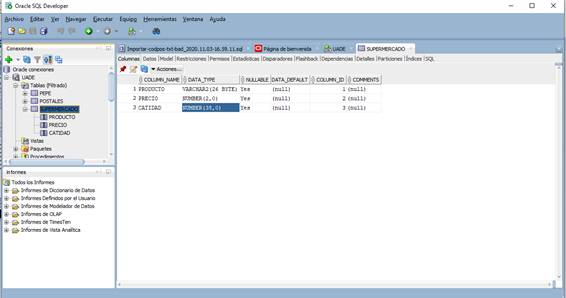 Oracle SQL Developer
Archivo Editar Ver Navegar Ejecutar Equipo Herramientas Ventana Ayuda
Conexiones
Importar-codpos-txt-bad_2020.11.03-16.59.11.sql Página de bienvenida UADE SUPERMERCADO
Columnas Datos Model Restricciones Permisos Estadísticas Disparadores Flashback Dependencias Detalles Particiones Índices SQL
Acciones...
COLUMN_NAME DATA_TYPE NULLABLE DATA_DEFAULT COLUMN_ID COMMENTS
1 PRODUCTO VARCHAR2(26 BYTE) Yes (null) 1 (null)
2 PRECIO NUMBER(2,0) Yes (null) 2 (null)
3 CATIDAD NUMBER(38,0) Yes (null) 3 (null)
Oracle conexiones
UADE
Tablas (Filtrado)
PEPE
POSTALES
SUPERMERCADO
PRODUCTO
PRECIO
CATIDAD
Vistas
Paquetes
Procedimientos
Informes
Todos los Informes
Informes de Diccionario de Datos
Informes Definidos por el Usuario
Informes de Modelador de Datos
Informes de OLAP
Informes de TimesTen
Informes de Vista Analítica